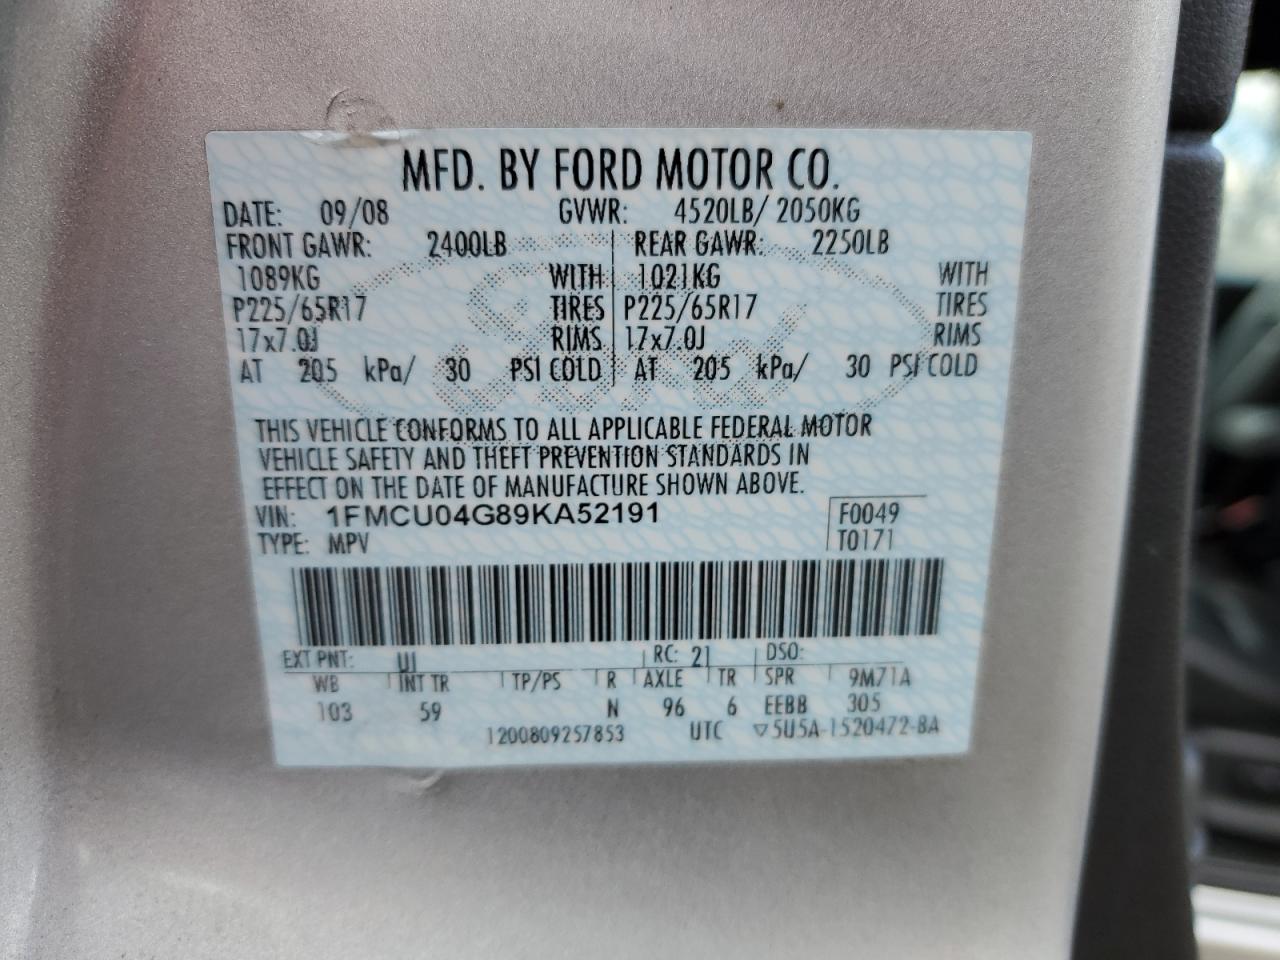 MFD. BY FORD MOTOR CO.
DATE: 09/08 GVWR: 4520LB/ 2050KG
FRONT GAWR: 2400LB REAR GAWR: 2250LB
1089KG WITH 1021KG WITH
P225/65R17 TIRES P225/65R17 TIRES
17x7.0J RIMS 17x7.0J RIMS
AT 205 kPa/ 30 PSI COLD AT 205 kPa/ 30 PSI COLD
THIS VEHICLE CONFORMS TO ALL APPLICABLE FEDERAL MOTOR
VEHICLE SAFETY AND THEFT PREVENTION STANDARDS IN
EFFECT ON THE DATE OF MANUFACTURE SHOWN ABOVE.
VIN: 1FMCU04G89KA52191 F0049
TYPE: MPV T0171
EXT PNT: UJ RC: 21 DSO:
WB INT TR TP/PS R AXLE TR SPR 9M71A
103 59 N 96 6 EEBB 305
1200809257853 UTC ▽5U5A-1520472-BA